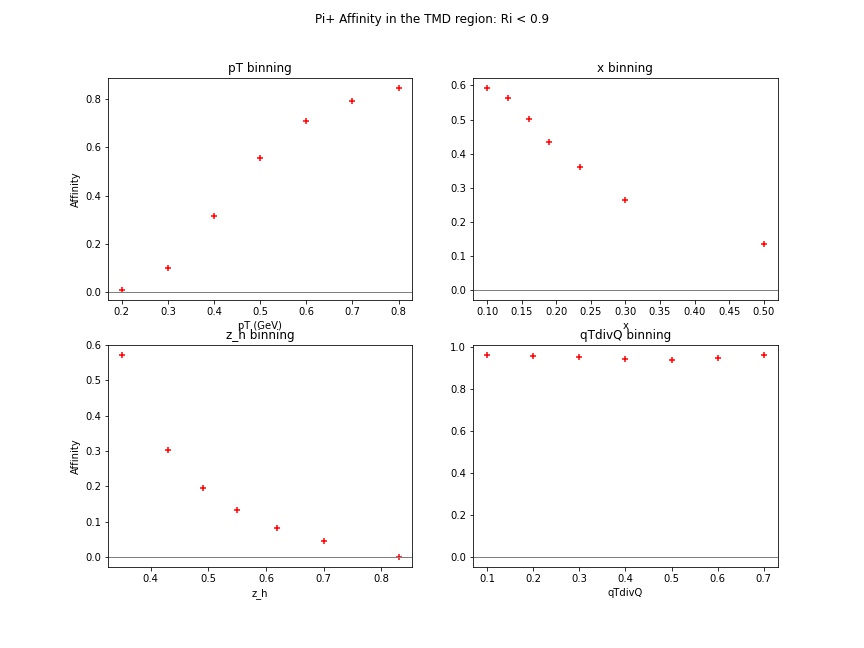 Pi+ Affinity in the TMD region: Ri < 0.9
pT binning
Affinity
0.8
0.6
0.4
0.2
0.0
0.2 0.3 0.4 0.5 0.6 0.7 0.8
pT (GeV)
x binning
0.6
0.5
0.4
0.3
0.2
0.1
0.0
0.10 0.15 0.20 0.25 0.30 0.35 0.40 0.45 0.50
x
z_h binning
Affinity
0.6
0.5
0.4
0.3
0.2
0.1
0.0
0.4 0.5 0.6 0.7 0.8
z_h
qTdivQ binning
1.0
0.8
0.6
0.4
0.2
0.0
0.1 0.2 0.3 0.4 0.5 0.6 0.7
qTdivQ